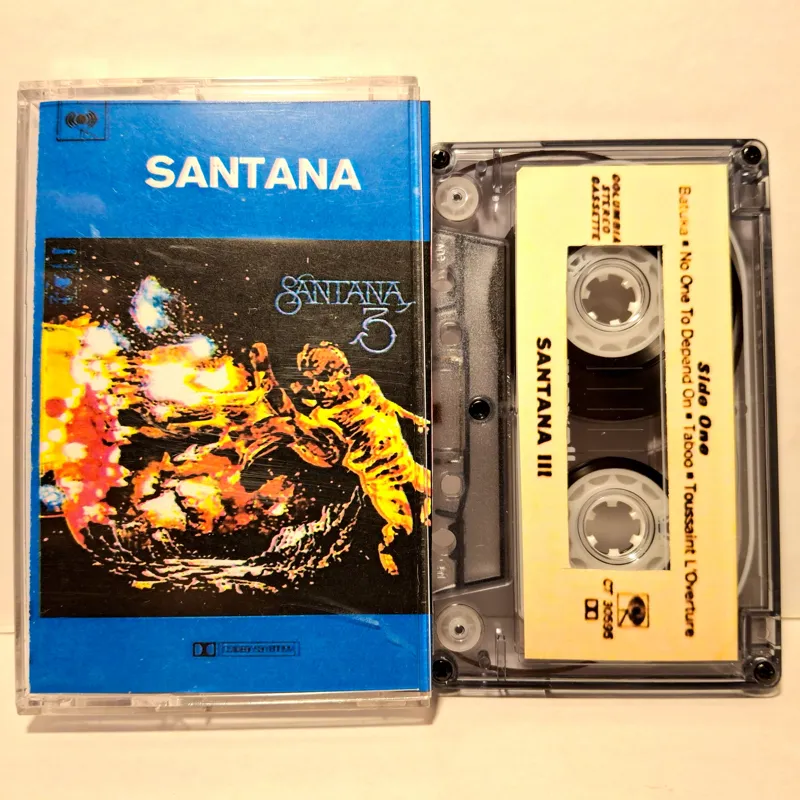 SANTANA
SANTANA
3
COLUMBIA
STEREO
CASSETTE
SANTANA III
Side One
Batuka ■ No One To Depend On ■ Taboo ■ Toussaint L'Overture
CT 30595